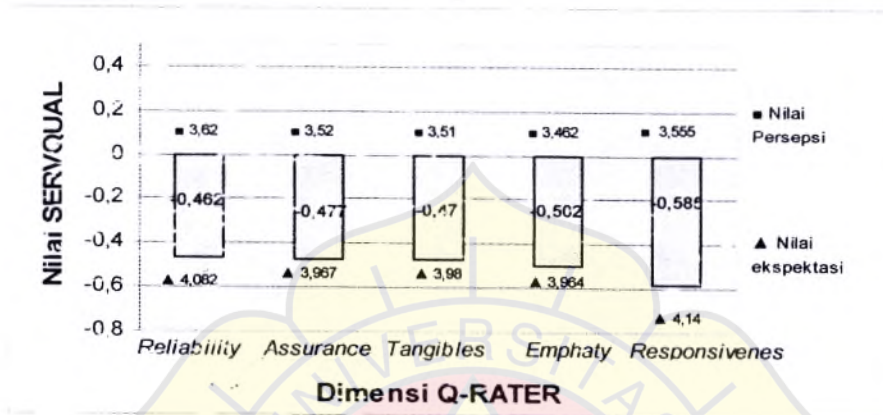 0,4
0,2
0
-0,2
-0,4
-0,6
-0,8
Nilai SERVQUAL
3,62
3,52
3,51
3,462
3,555
-0,462
-0,477
-0,47
-0,502
-0,585
4,082
3,967
3,98
3,964
4,14
Nilai
Persepsi
Nilai
ekspektasi
Reliability Assurance Tangibles Emphaty Responsivenes
Dimensi Q-RATER
UNIVERSITAS